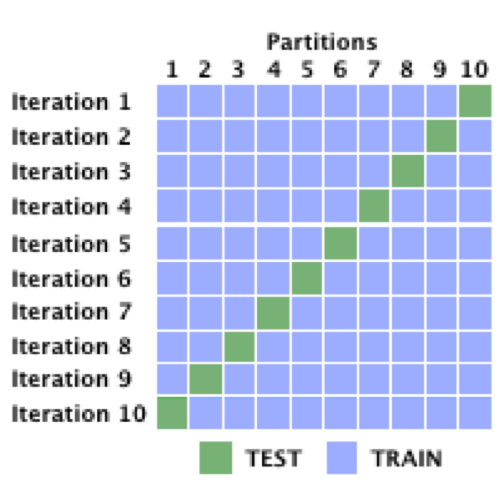 Partitions
1 2 3 4 5 6 7 8 9 10
Iteration 1
Iteration 2
Iteration 3
Iteration 4
Iteration 5
Iteration 6
Iteration 7
Iteration 8
Iteration 9
Iteration 10
TEST TRAIN